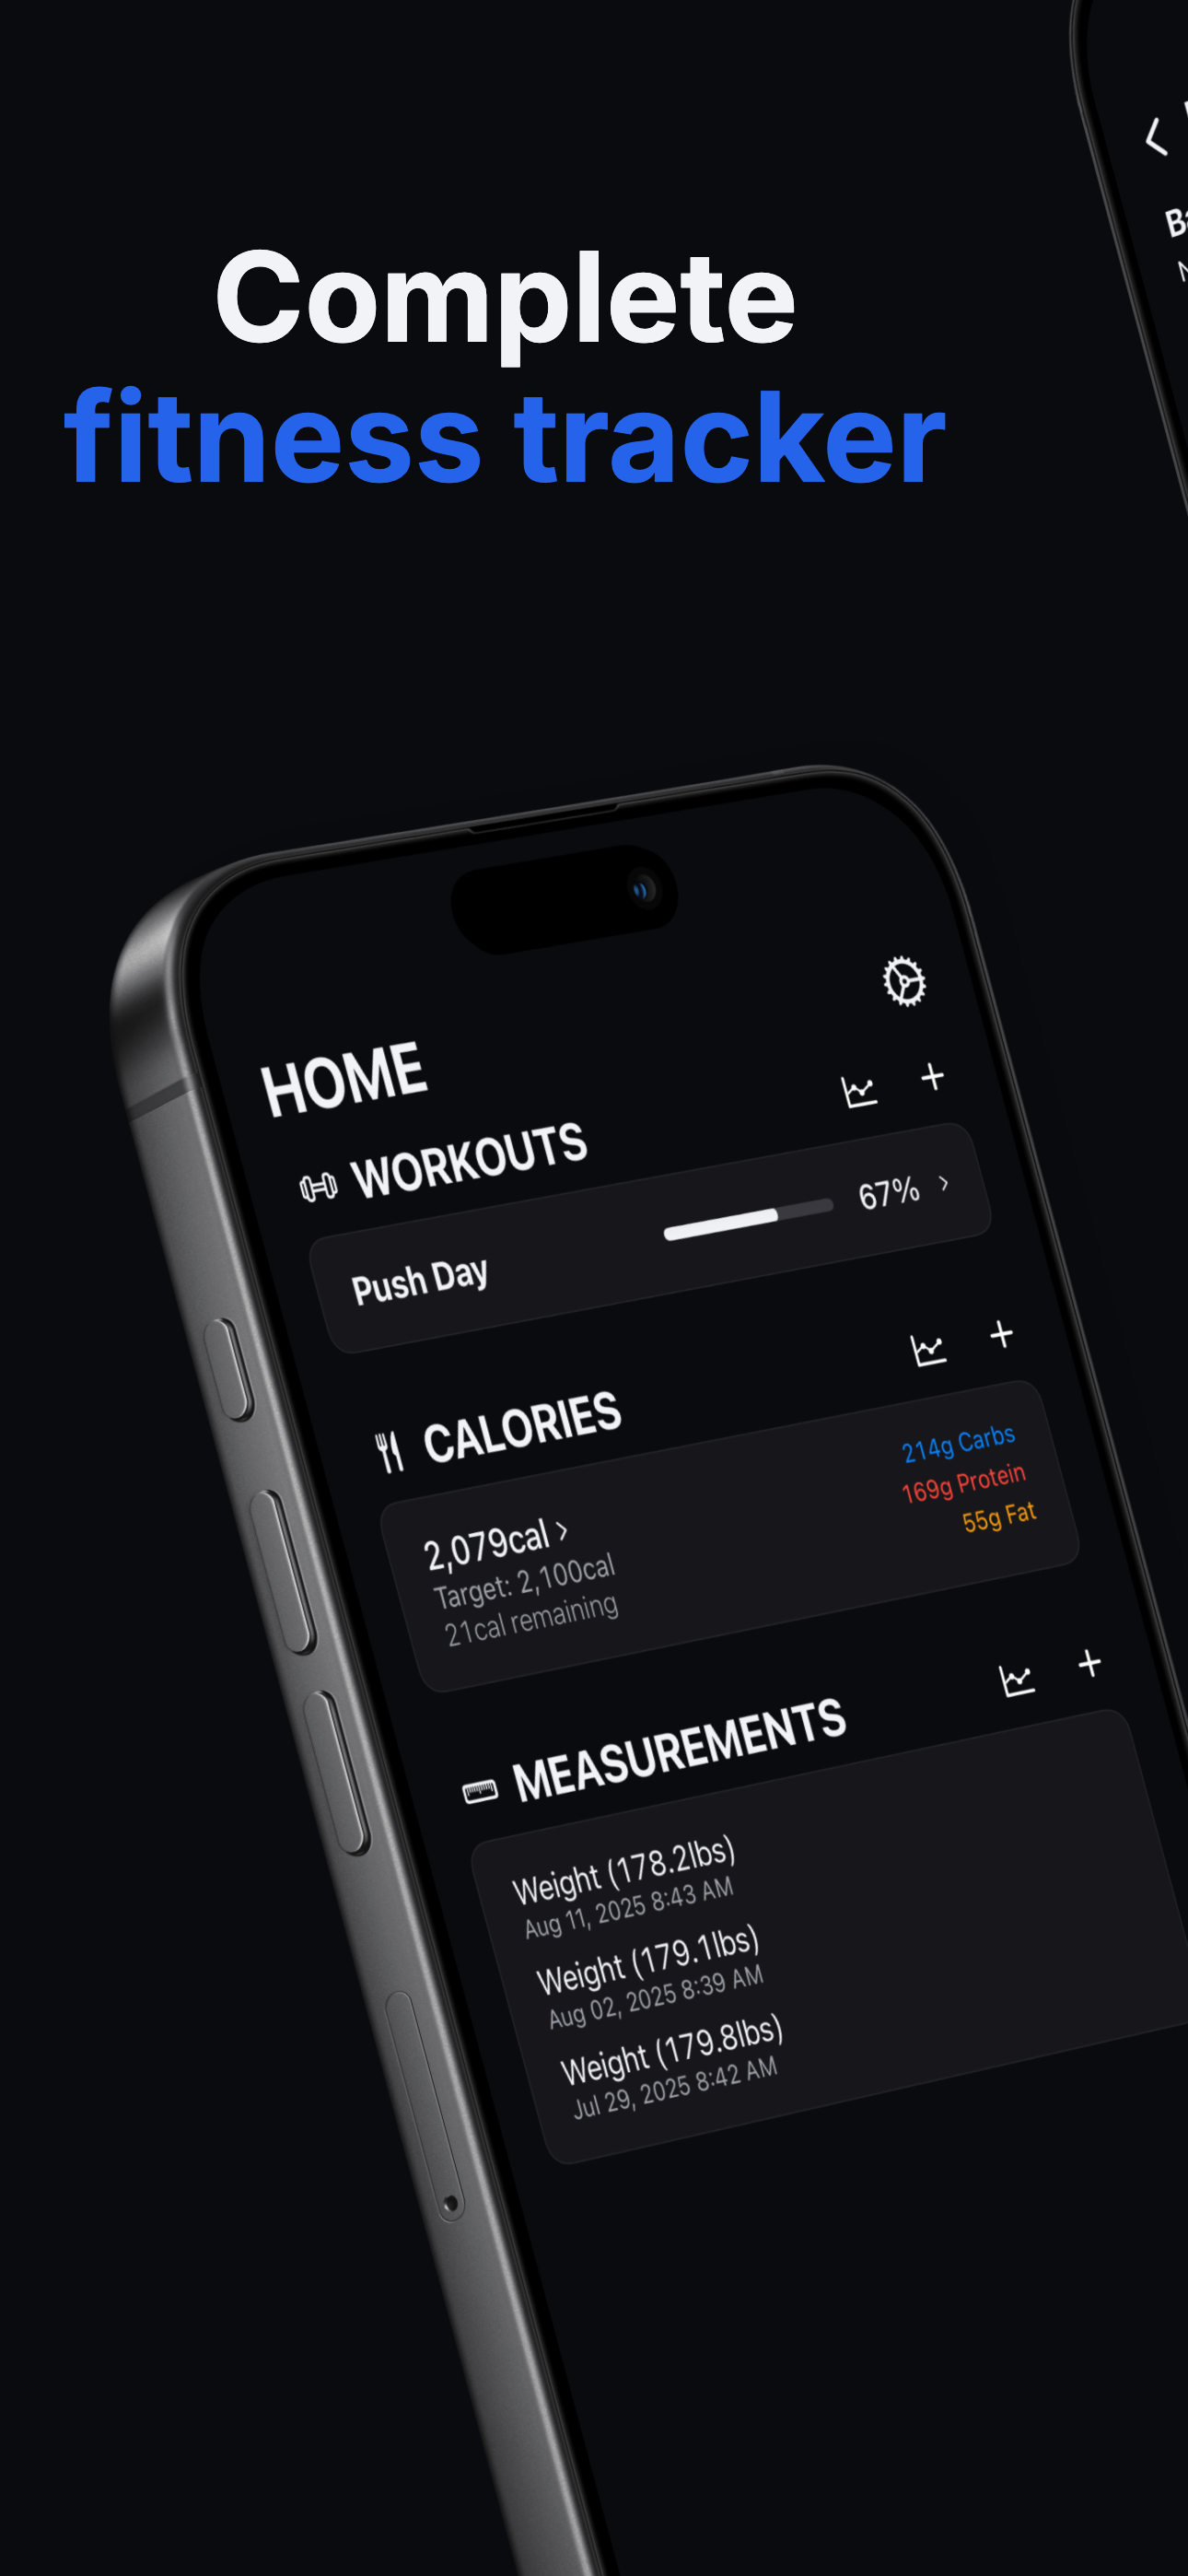 Complete
fitness tracker
HOME
WORKOUTS
Push Day
67%
CALORIES
2,079cal
Target: 2,100cal
21cal remaining
214g Carbs
169g Protein
55g Fat
MEASUREMENTS
Weight (178.2lbs)
Aug 11, 2025 8:43 AM
Weight (179.1lbs)
Aug 02, 2025 8:39 AM
Weight (179.8lbs)
Jul 29, 2025 8:42 AM